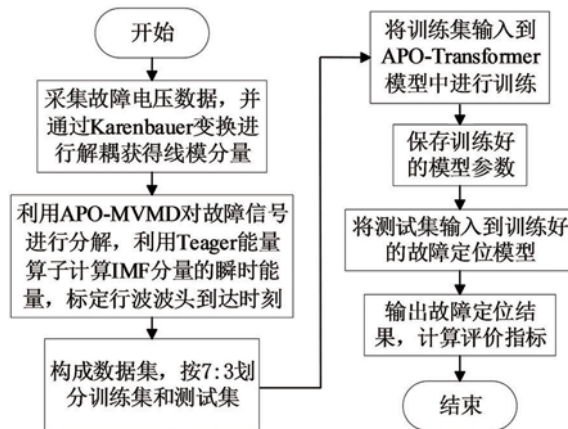 开始
采集故障电压数据，并
通过Karenbauer变换进
行解耦获得线模分量
利用APO-MVMD对故障信号
进行分解，利用Teager能量
算子计算IMF分量的瞬时能
量，标定行波波头到达时刻
构成数据集，按7:3划
分训练集和测试集
将训练集输入到
APO-Transformer
模型中进行训练
保存训练好
的模型参数
将测试集输入到训练好
的故障定位模型
输出故障定位结
果，计算评价指标
结束